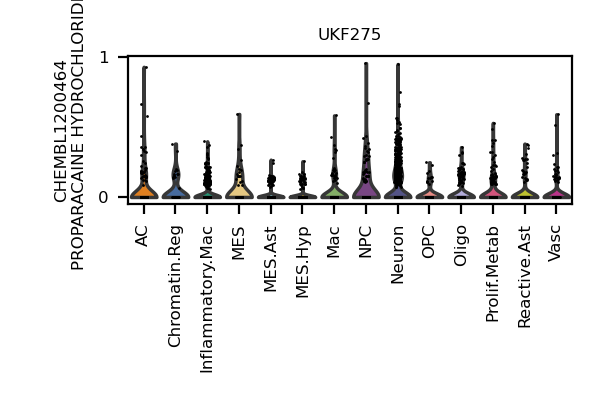 UKF275
CHEMBL1200464
PROPARACAINE HYDROCHLORIDE
1
0
AC
Chromatin.Reg
Inflammatory.Mac
MES
MES.Ast
MES.Hyp
Mac
NPC
Neuron
OPC
Oligo
Prolif.Metab
Reactive.Ast
Vasc